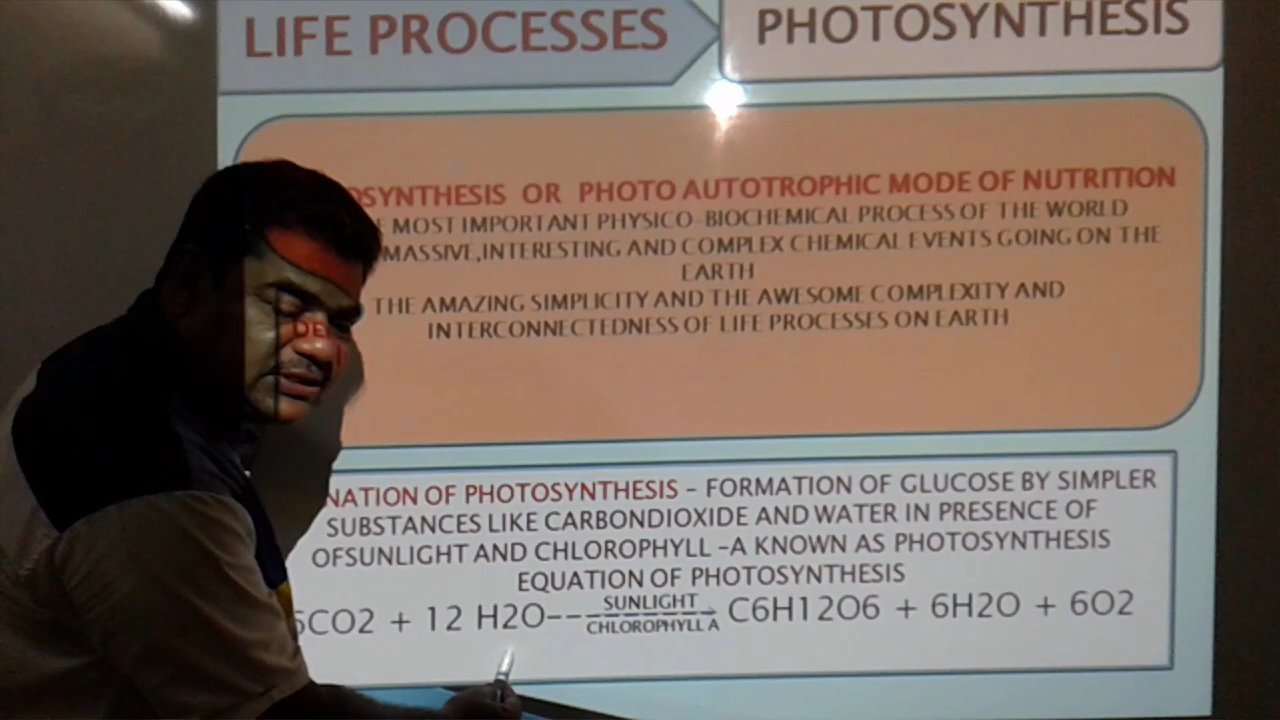 LIFE PROCESSES
PHOTOSYNTHESIS
OSYNTHESIS OR PHOTO AUTOTROPHIC MODE OF NUTRITION
MOST IMPORTANT PHYSICO-BIOCHEMICAL PROCESS OF THE WORLD
MASSIVE,INTERESTING AND COMPLEX CHEMICAL EVENTS GOING ON THE
EARTH
THE AMAZING SIMPLICITY AND THE AWESOME COMPLEXITY AND
INTERCONNECTEDNESS OF LIFE PROCESSES ON EARTH
DE
NATION OF PHOTOSYNTHESIS – FORMATION OF GLUCOSE BY SIMPLER
SUBSTANCES LIKE CARBONDIOXIDE AND WATER IN PRESENCE OF
OFSUNLIGHT AND CHLOROPHYLL –A KNOWN AS PHOTOSYNTHESIS
EQUATION OF PHOTOSYNTHESIS
6CO2 + 12 H2O-- SUNLIGHT CHLOROPHYLL A C6H12O6 + 6H2O + 6O2